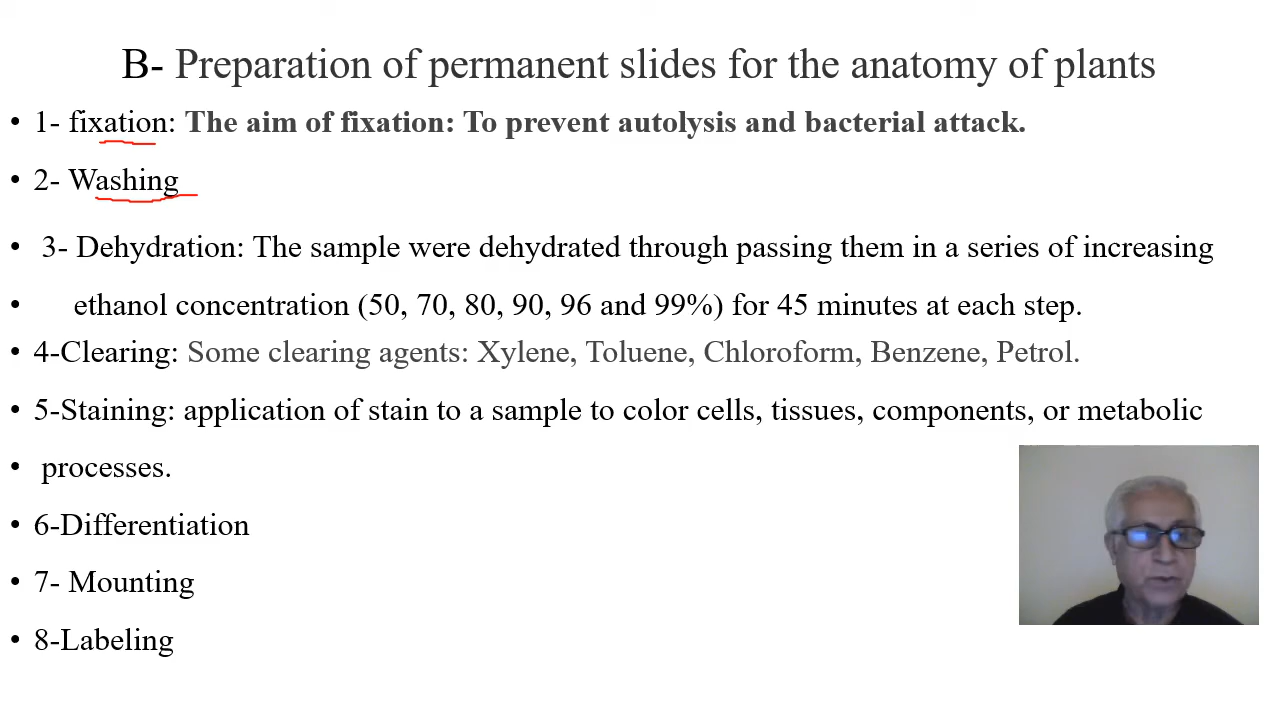 B- Preparation of permanent slides for the anatomy of plants
• 1- fixation: The aim of fixation: To prevent autolysis and bacterial attack.
• 2- Washing
• 3- Dehydration: The sample were dehydrated through passing them in a series of increasing
• ethanol concentration (50, 70, 80, 90, 96 and 99%) for 45 minutes at each step.
• 4-Clearing: Some clearing agents: Xylene, Toluene, Chloroform, Benzene, Petrol.
• 5-Staining: application of stain to a sample to color cells, tissues, components, or metabolic
• processes.
• 6-Differentiation
• 7- Mounting
• 8-Labeling